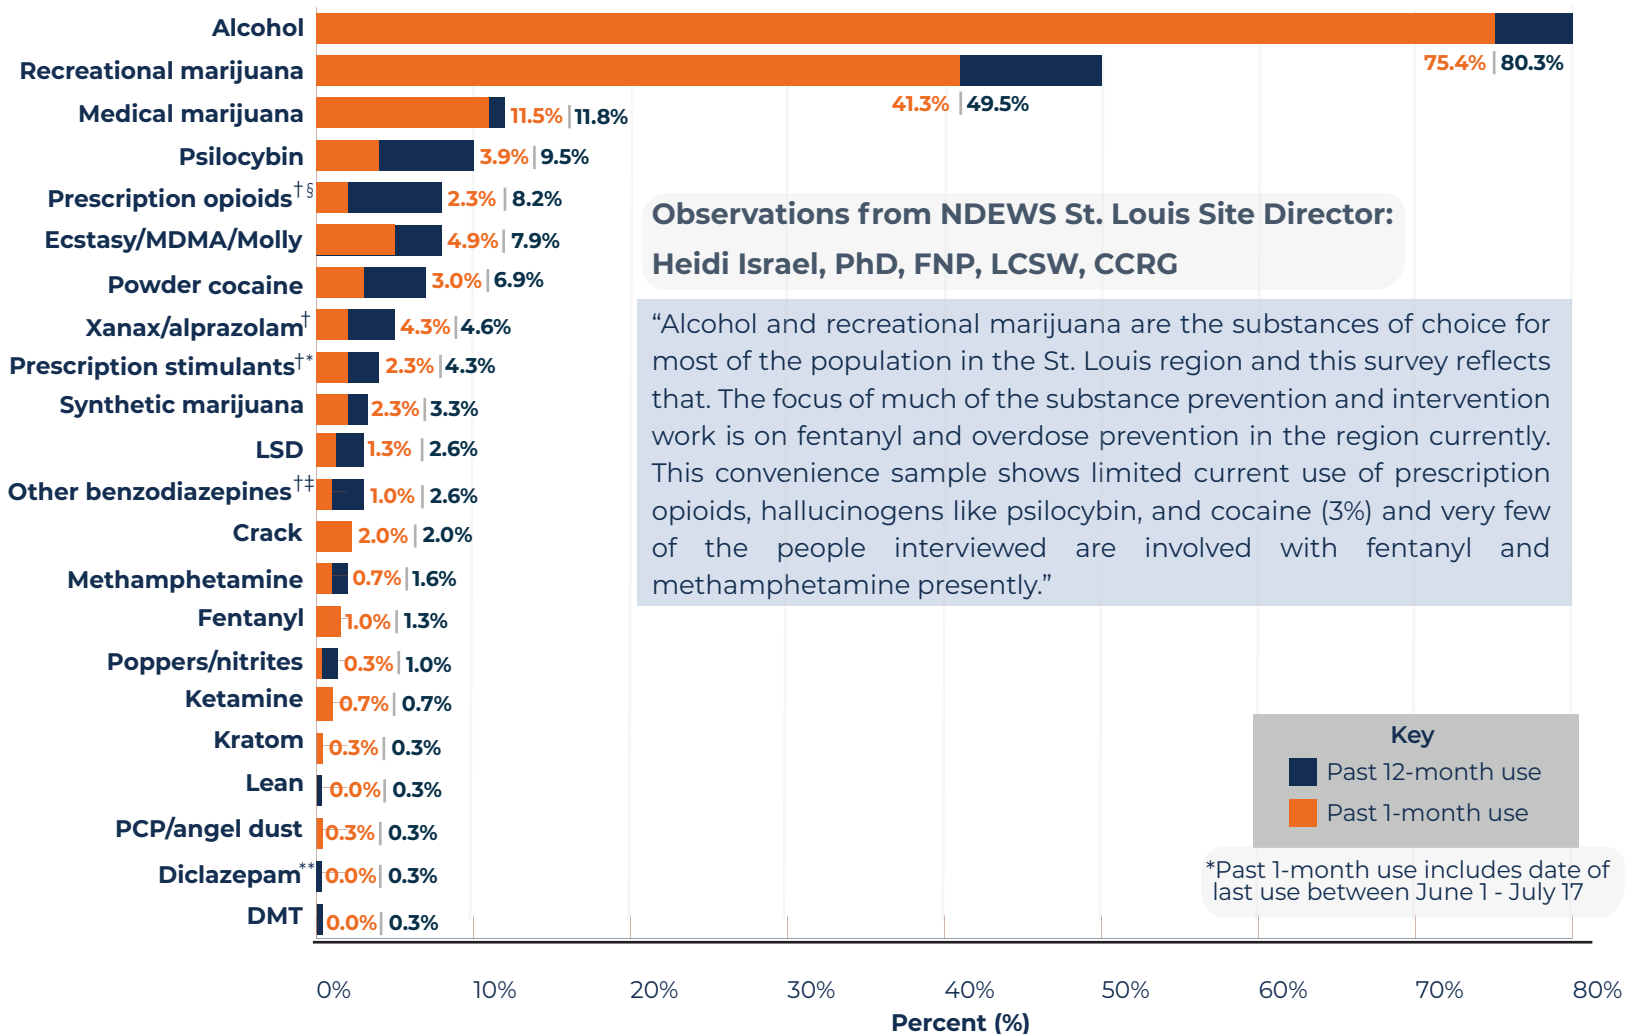 Alcohol
75.4% | 80.3%
Recreational marijuana
41.3% | 49.5%
Medical marijuana 11.5% | 11.8%
Psilocybin 3.9% | 9.5%
Prescription opioids†§ 2.3% | 8.2%
Ecstasy/MDMA/Molly 4.9% | 7.9%
Powder cocaine 3.0% | 6.9%
Xanax/alprazolam† 4.3% | 4.6%
Prescription stimulants†* 2.3% | 4.3%
Synthetic marijuana 2.3% | 3.3%
LSD 1.3% | 2.6%
Other benzodiazepines†‡ 1.0% | 2.6%
Crack 2.0% | 2.0%
Methamphetamine 0.7% | 1.6%
Fentanyl 1.0% | 1.3%
Poppers/nitrites 0.3% | 1.0%
Ketamine 0.7% | 0.7%
Kratom 0.3% | 0.3%
Lean 0.0% | 0.3%
PCP/angel dust 0.3% | 0.3%
Diclazepam** 0.0% | 0.3%
DMT 0.0% | 0.3%
Observations from NDEWS St. Louis Site Director:
Heidi Israel, PhD, FNP, LCSW, CCRG
“Alcohol and recreational marijuana are the substances of choice for
most of the population in the St. Louis region and this survey reflects
that. The focus of much of the substance prevention and intervention
work is on fentanyl and overdose prevention in the region currently.
This convenience sample shows limited current use of prescription
opioids, hallucinogens like psilocybin, and cocaine (3%) and very few
of the people interviewed are involved with fentanyl and
methamphetamine presently.”
Key
Past 12-month use
Past 1-month use
*Past 1-month use includes date of
last use between June 1 - July 17
0% 10% 20% 30% 40% 50% 60% 70% 80%
Percent (%)